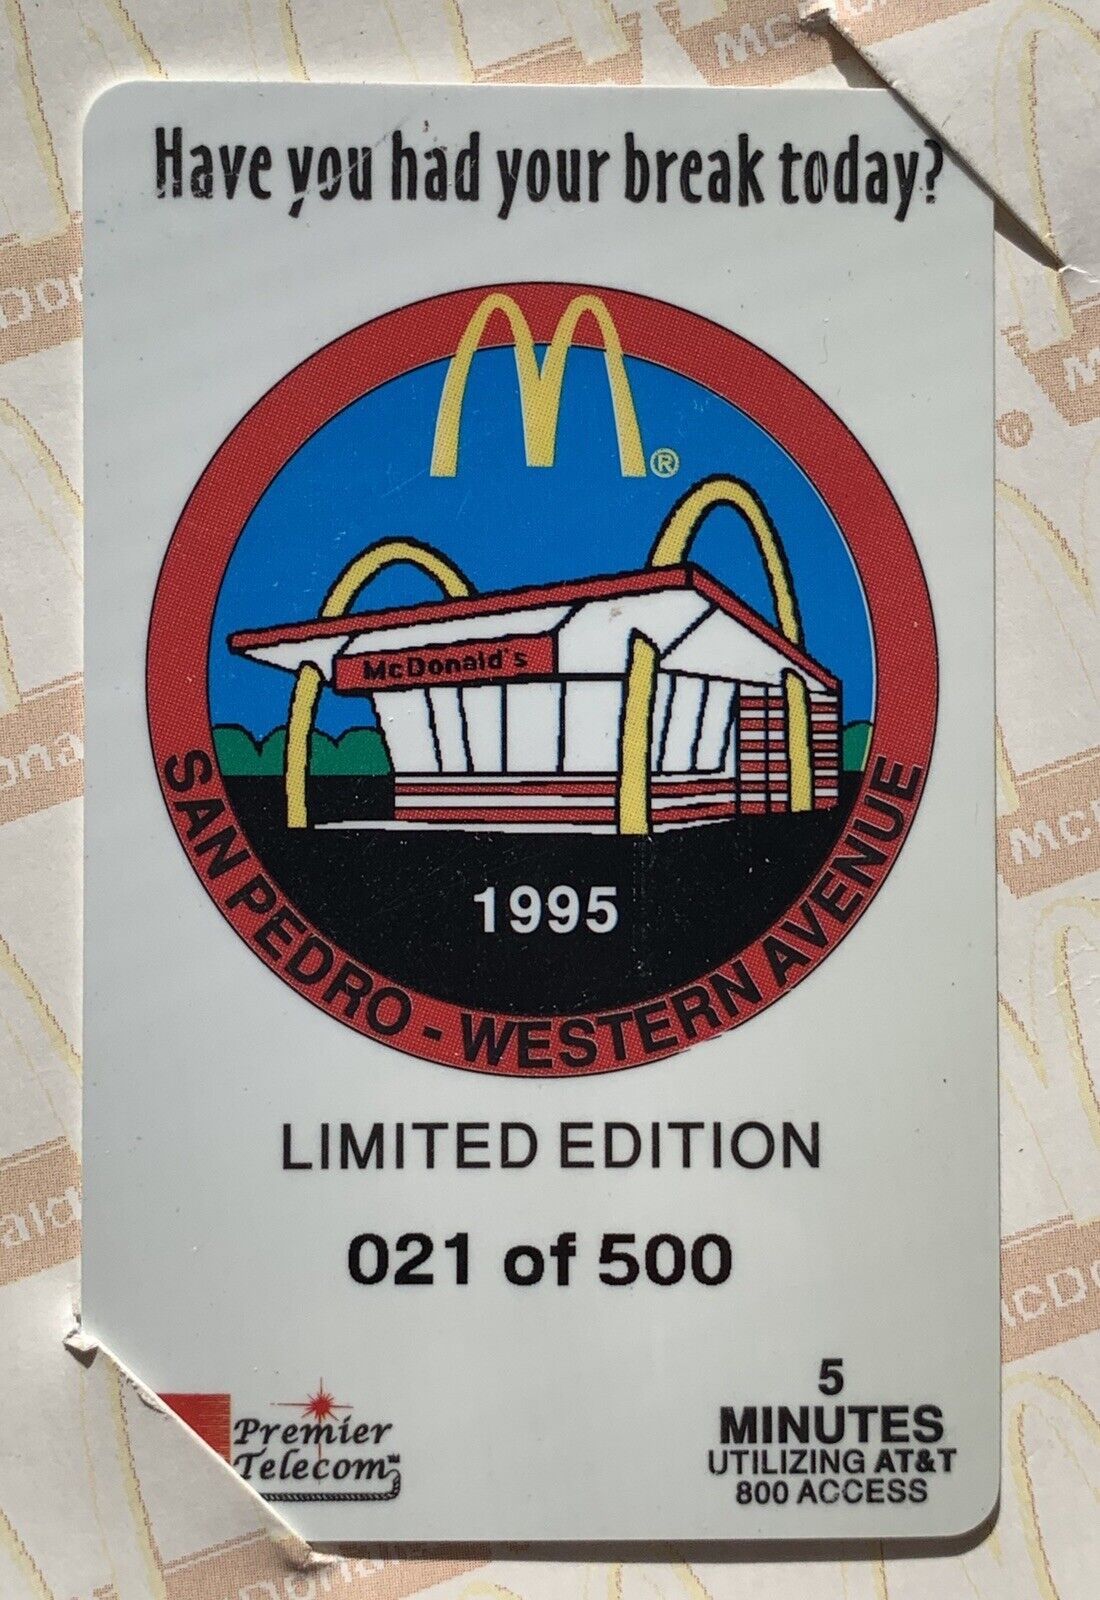 Have you had your break today?
M®
McDonald's
1995
SAN PEDRO - WESTERN AVENUE
LIMITED EDITION
021 of 500
Premier
Telecom
5
MINUTES
UTILIZING AT&T
800 ACCESS